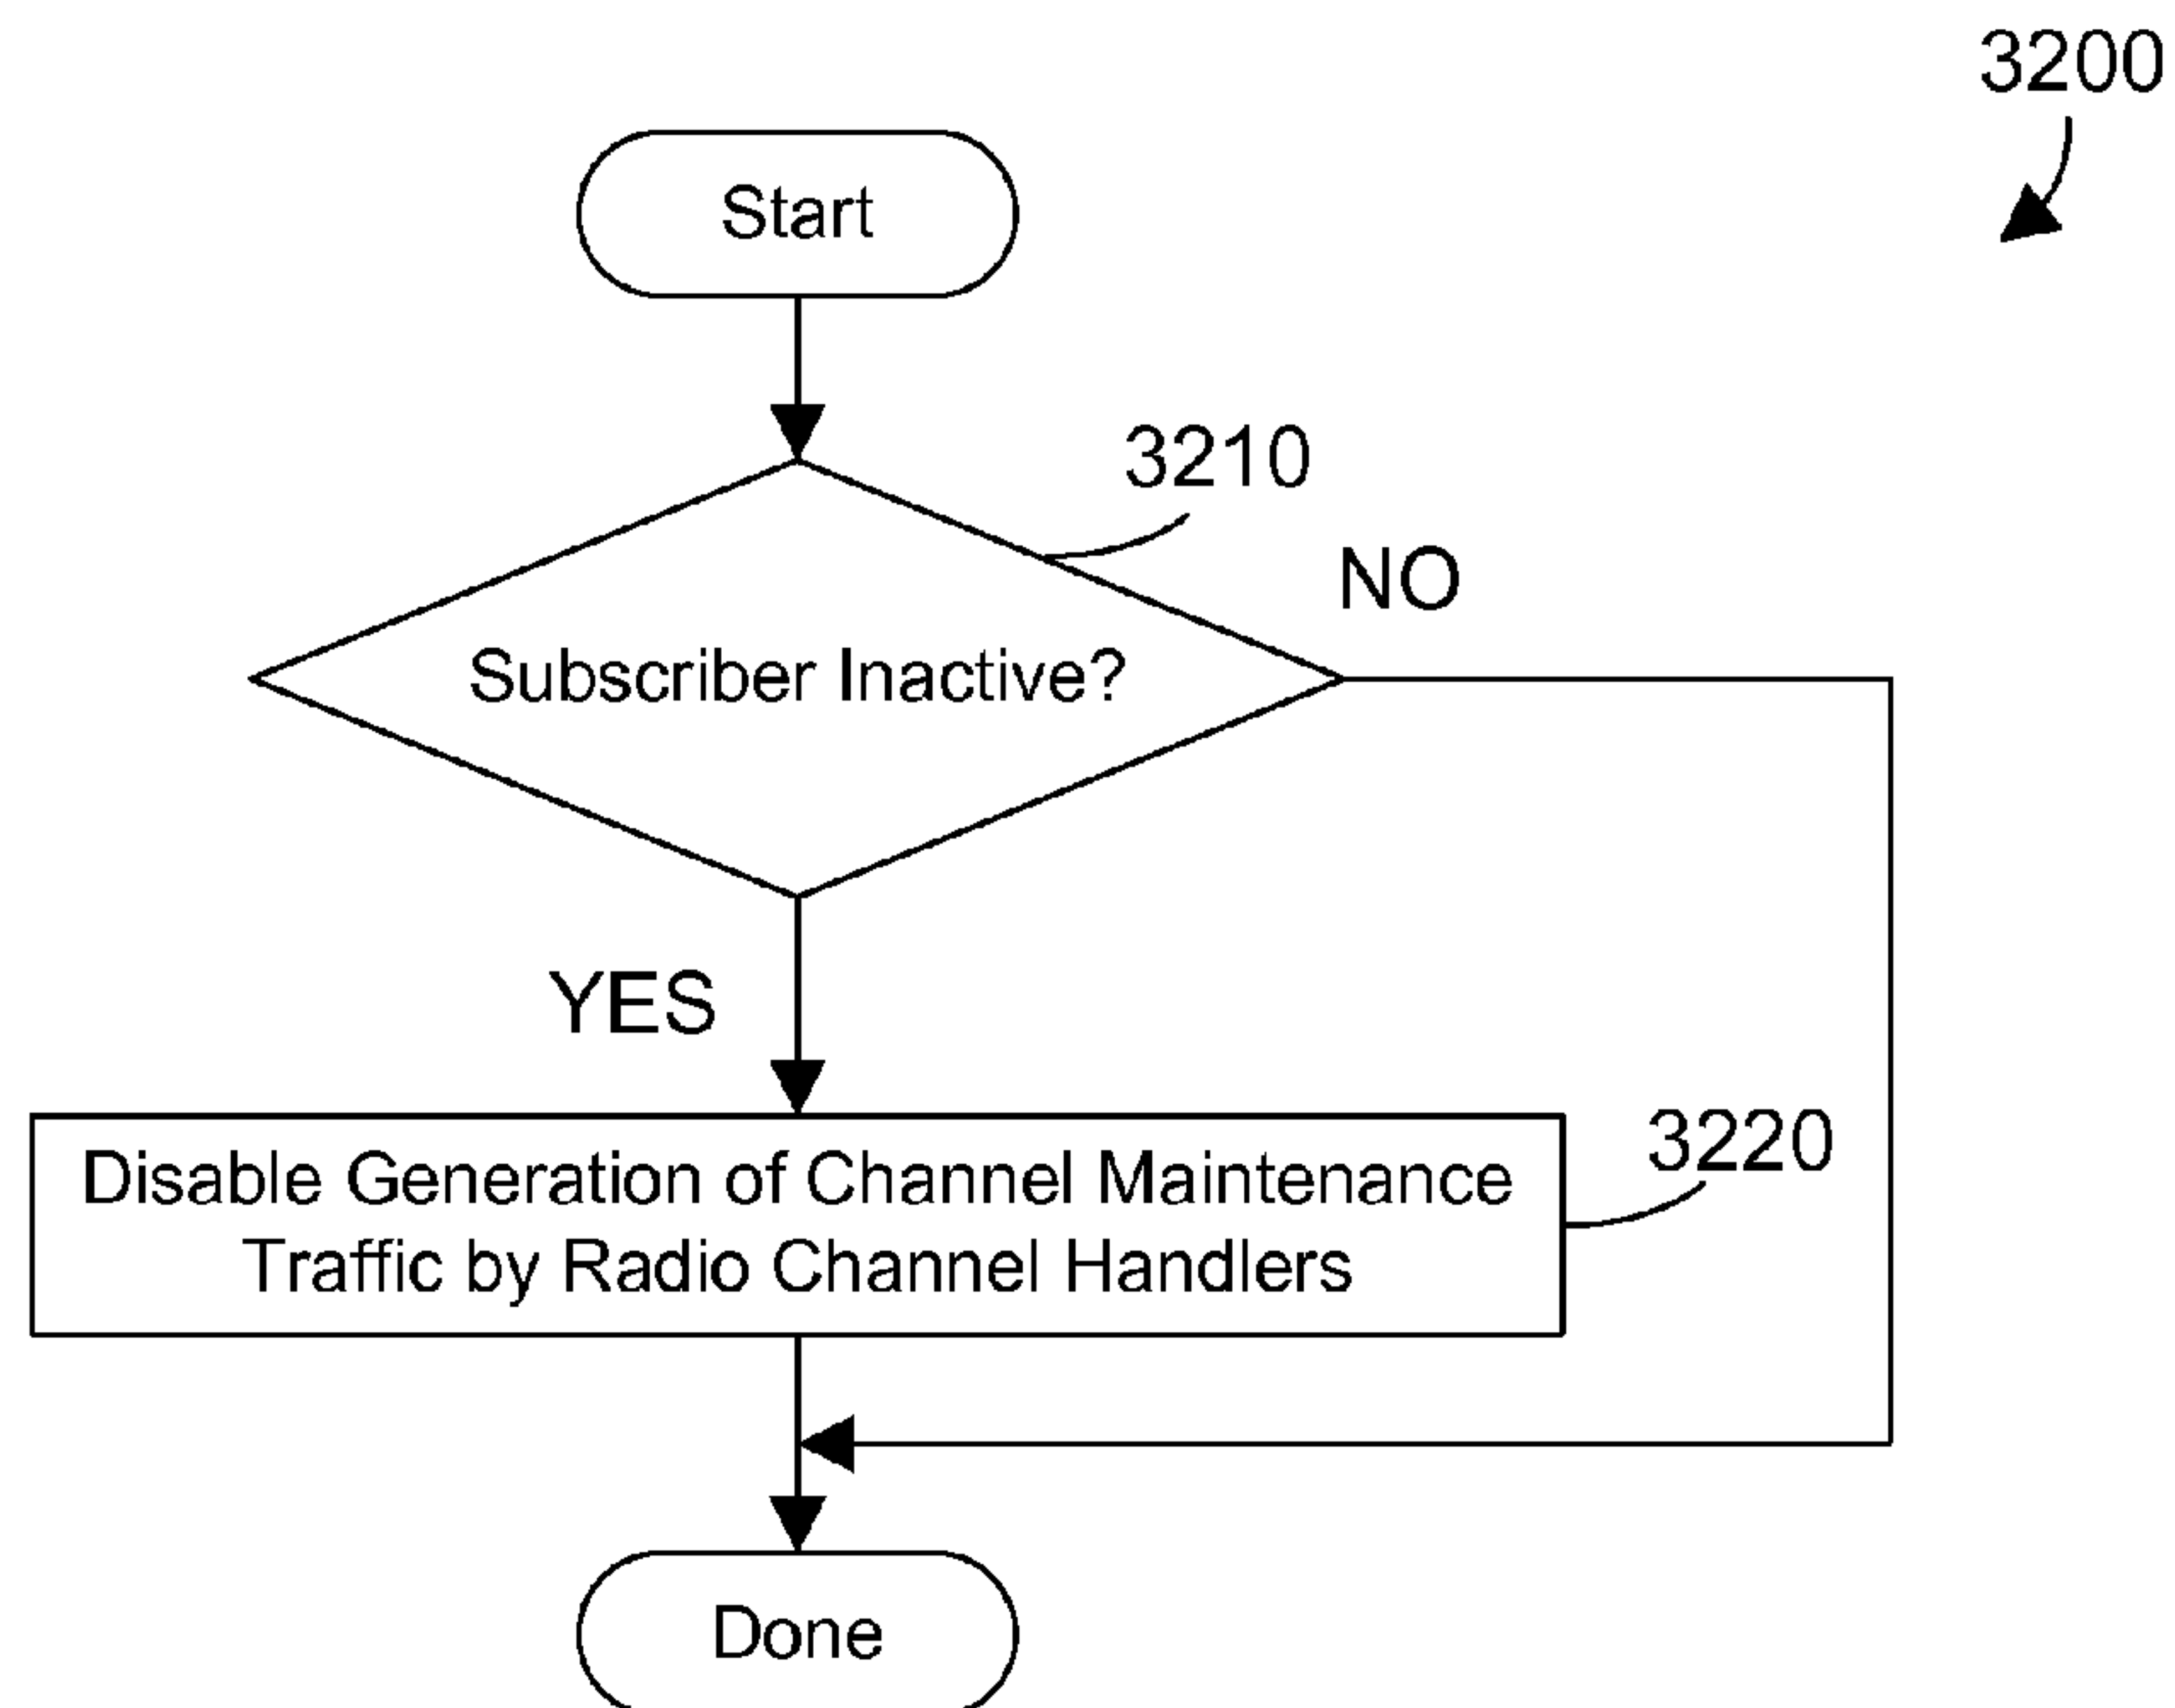 3200
Start
3210
NO
Subscriber Inactive?
YES
Disable Generation of Channel Maintenance
Traffic by Radio Channel Handlers
3220
Done